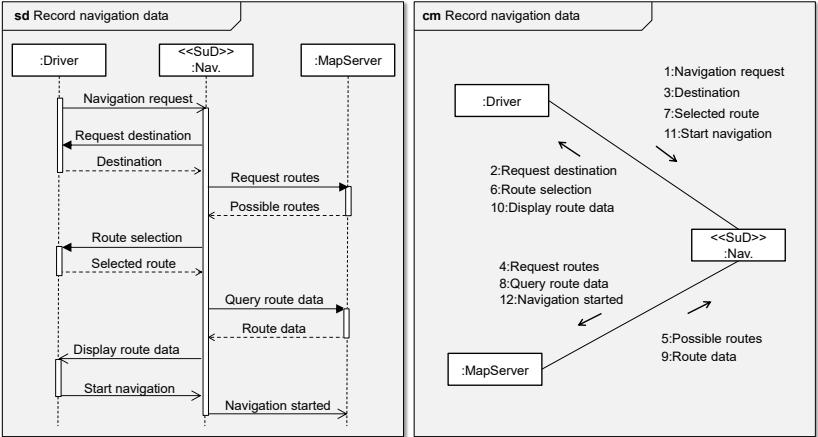 sd Record navigation data
:Driver
<<SuD>>
:Nav.
:MapServer
Navigation request
Request destination
Destination
Request routes
Possible routes
Route selection
Selected route
Query route data
Route data
Display route data
Start navigation
Navigation started
cm Record navigation data
1:Navigation request
3:Destination
7:Selected route
11:Start navigation
:Driver
2:Request destination
6:Route selection
10:Display route data
<<SuD>>
:Nav.
4:Request routes
8:Query route data
12:Navigation started
5:Possible routes
9:Route data
:MapServer